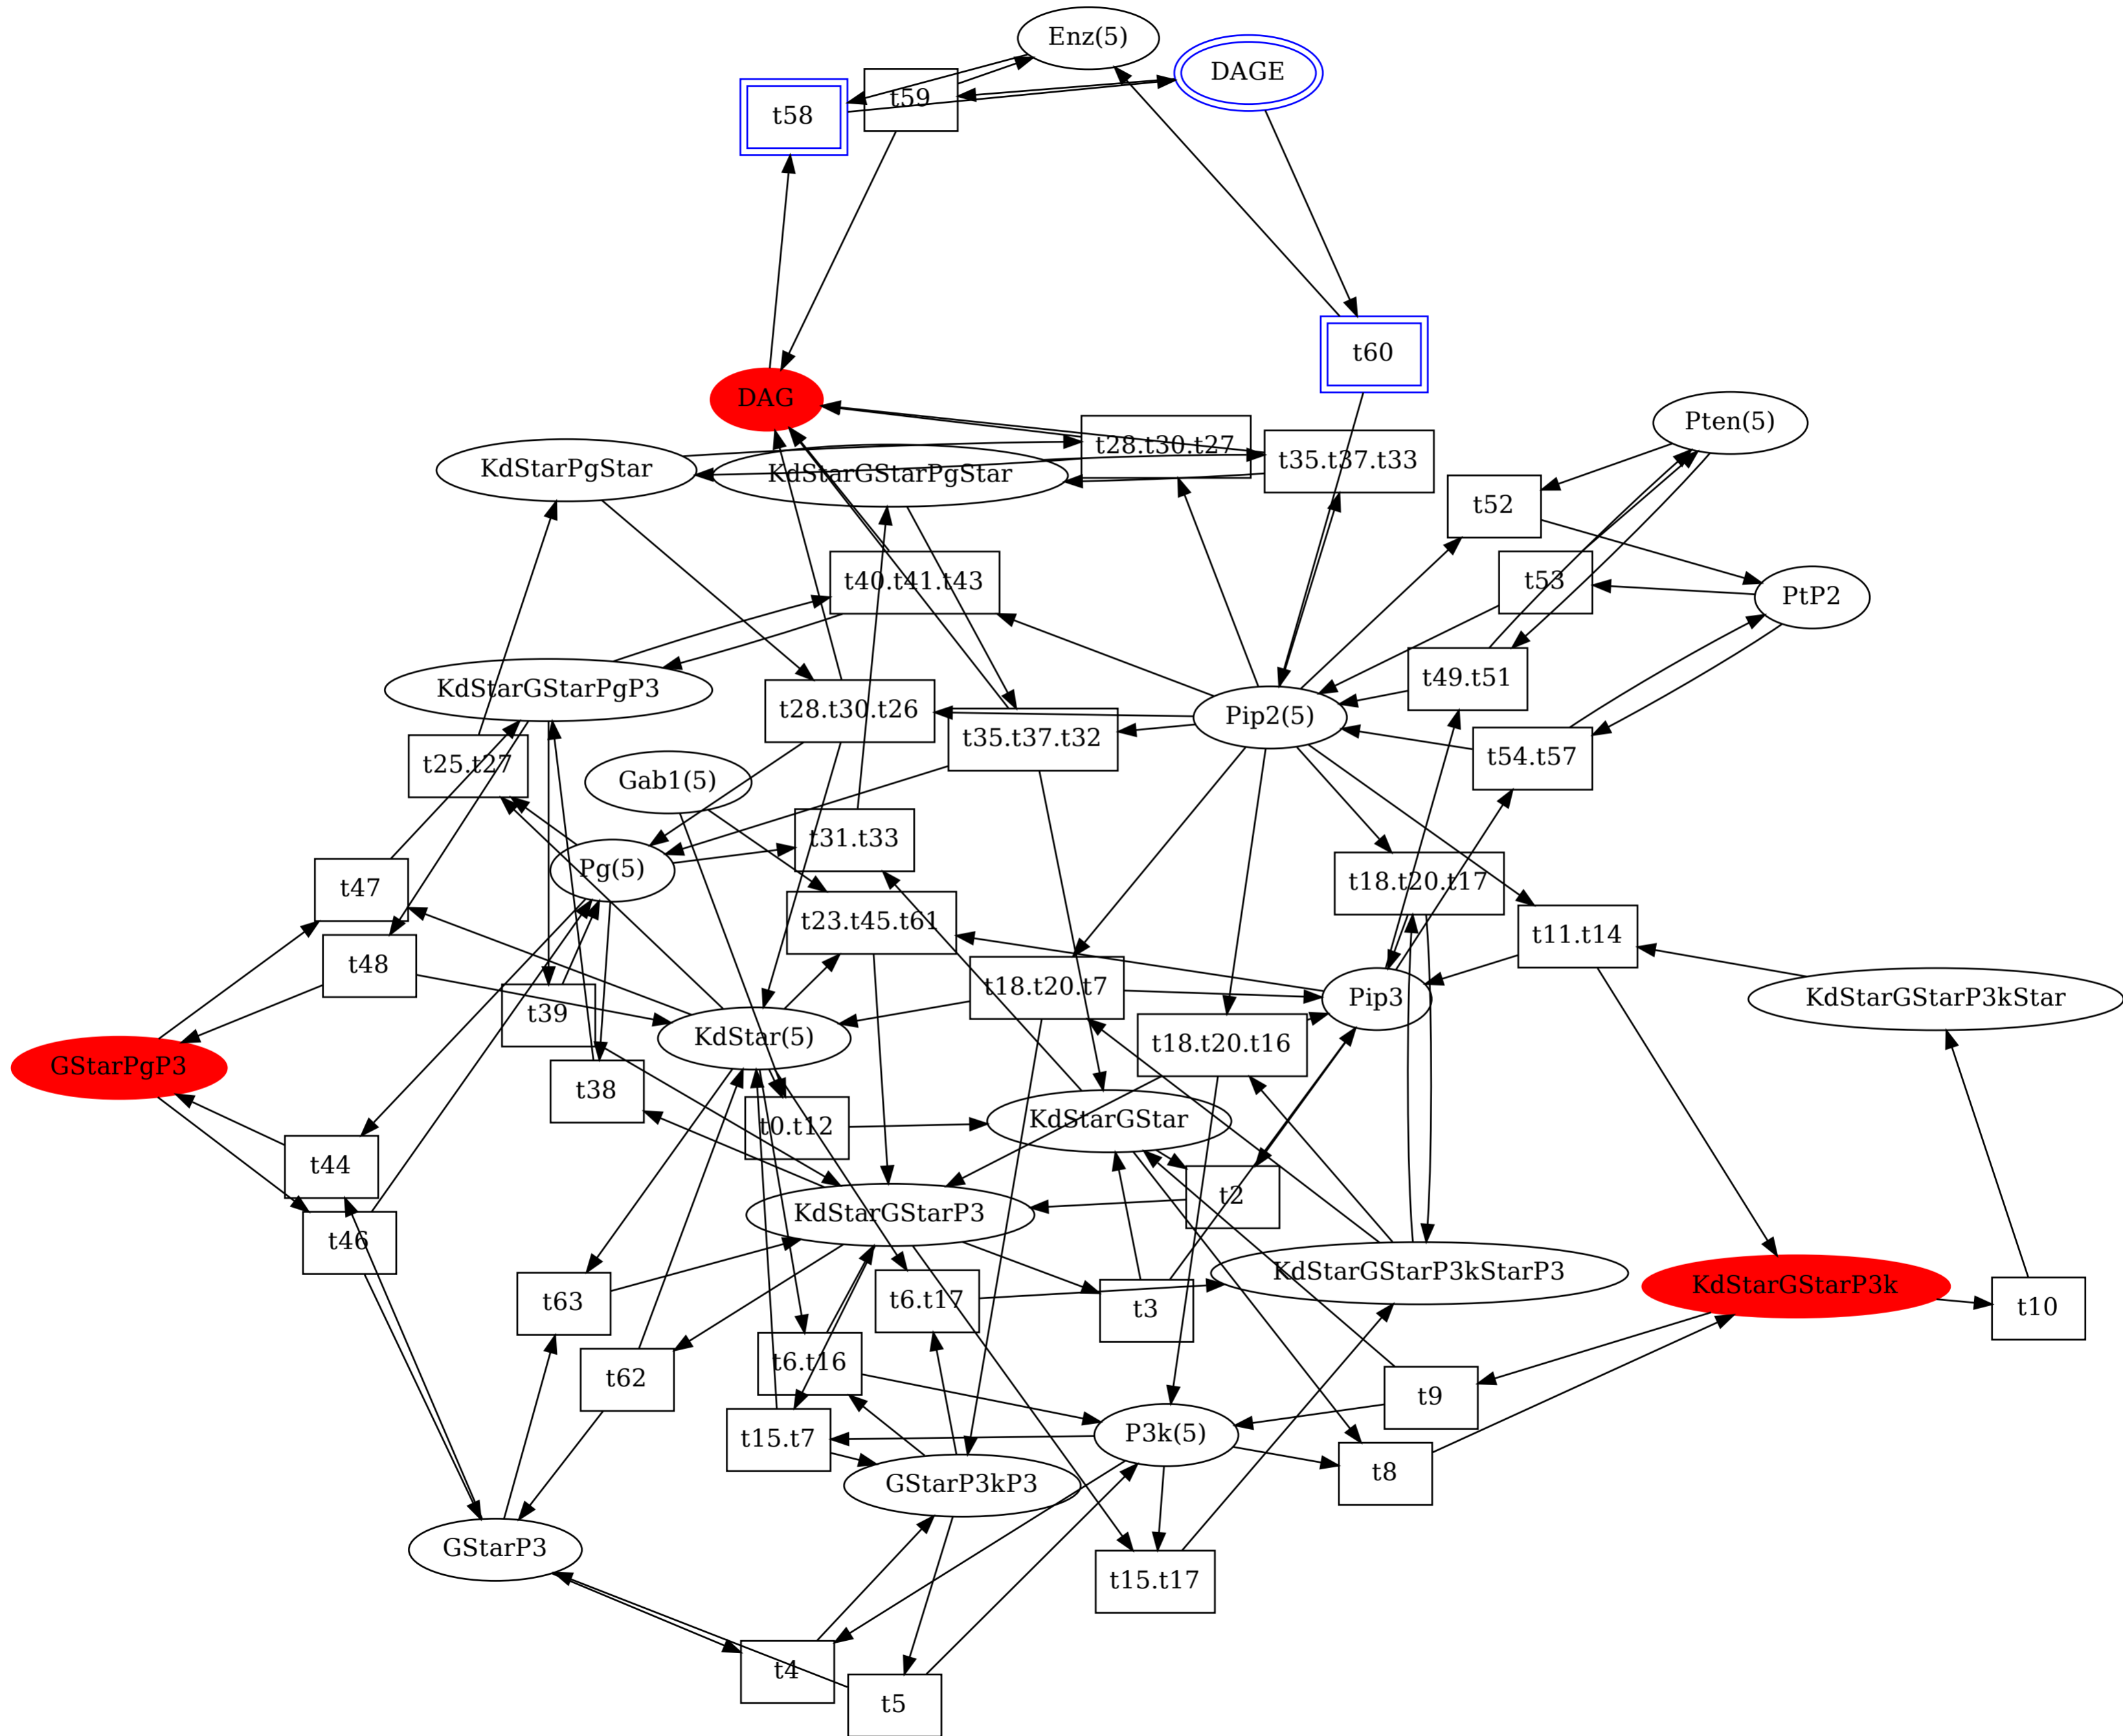 Enz(5)
DAGE
t59
t58
t60
DAG
Pten(5)
t28.t30.t27
t35.t37.t33
KdStarPgStar
KdStarGStarPgStar
t52
t40.t41.t43
t53
PtP2
t49.t51
KdStarGStarPgP3
t28.t30.t26
Pip2(5)
t35.t37.t32
t54.t57
t25.t27
Gab1(5)
t31.t33
Pg(5)
t47
t18.t20.t17
t23.t45.t61
t11.t14
t48
t18.t20.t7
Pip3
KdStarGStarP3kStar
t39
KdStar(5)
t18.t20.t16
GStarPgP3
t38
t0.t12
KdStarGStar
t44
t2
KdStarGStarP3
t46
KdStarGStarP3kStarP3
KdStarGStarP3k
t63
t6.t17
t3
t10
t6.t16
t62
t9
t15.t7
P3k(5)
t8
GStarP3kP3
GStarP3
t15.t17
t4
t5